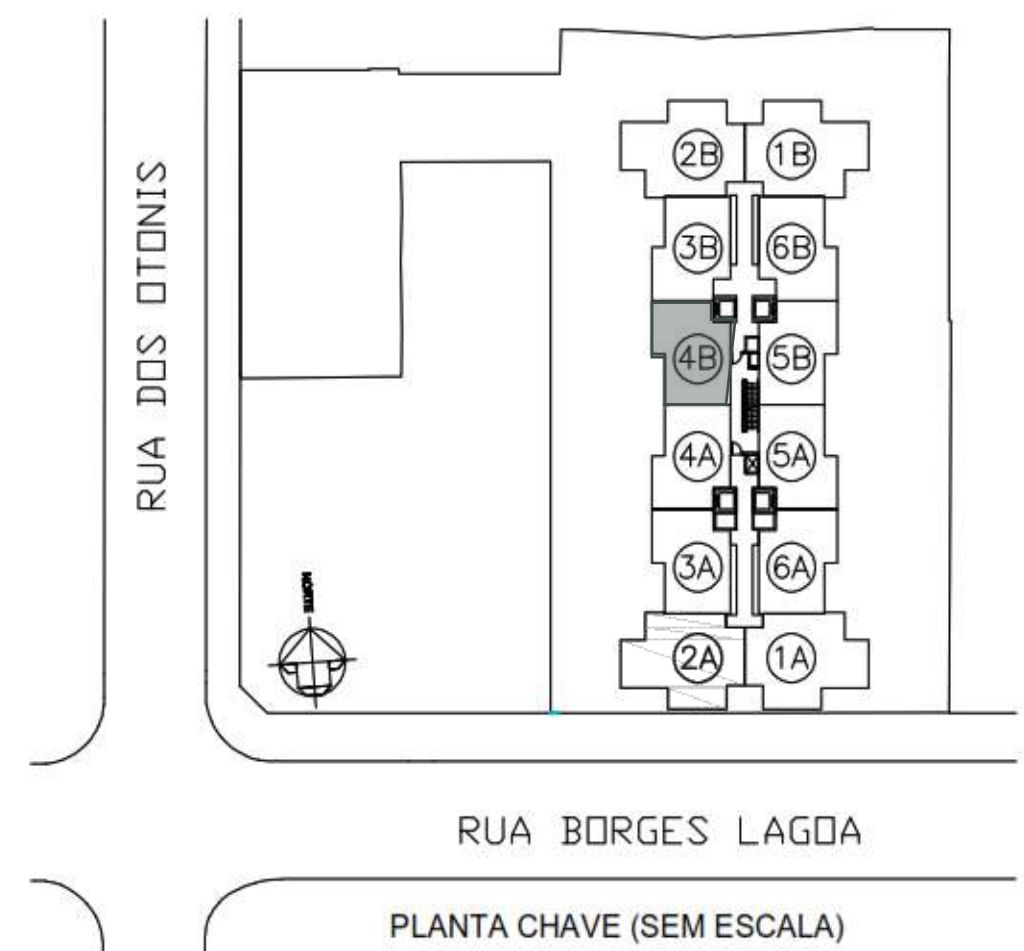 2B 1B
RUA DOS OTONIS
3B 6B
4B 5B
4A 5A
3A 6A
NORTE
2A 1A
RUA BORGES LAGOA
PLANTA CHAVE (SEM ESCALA)